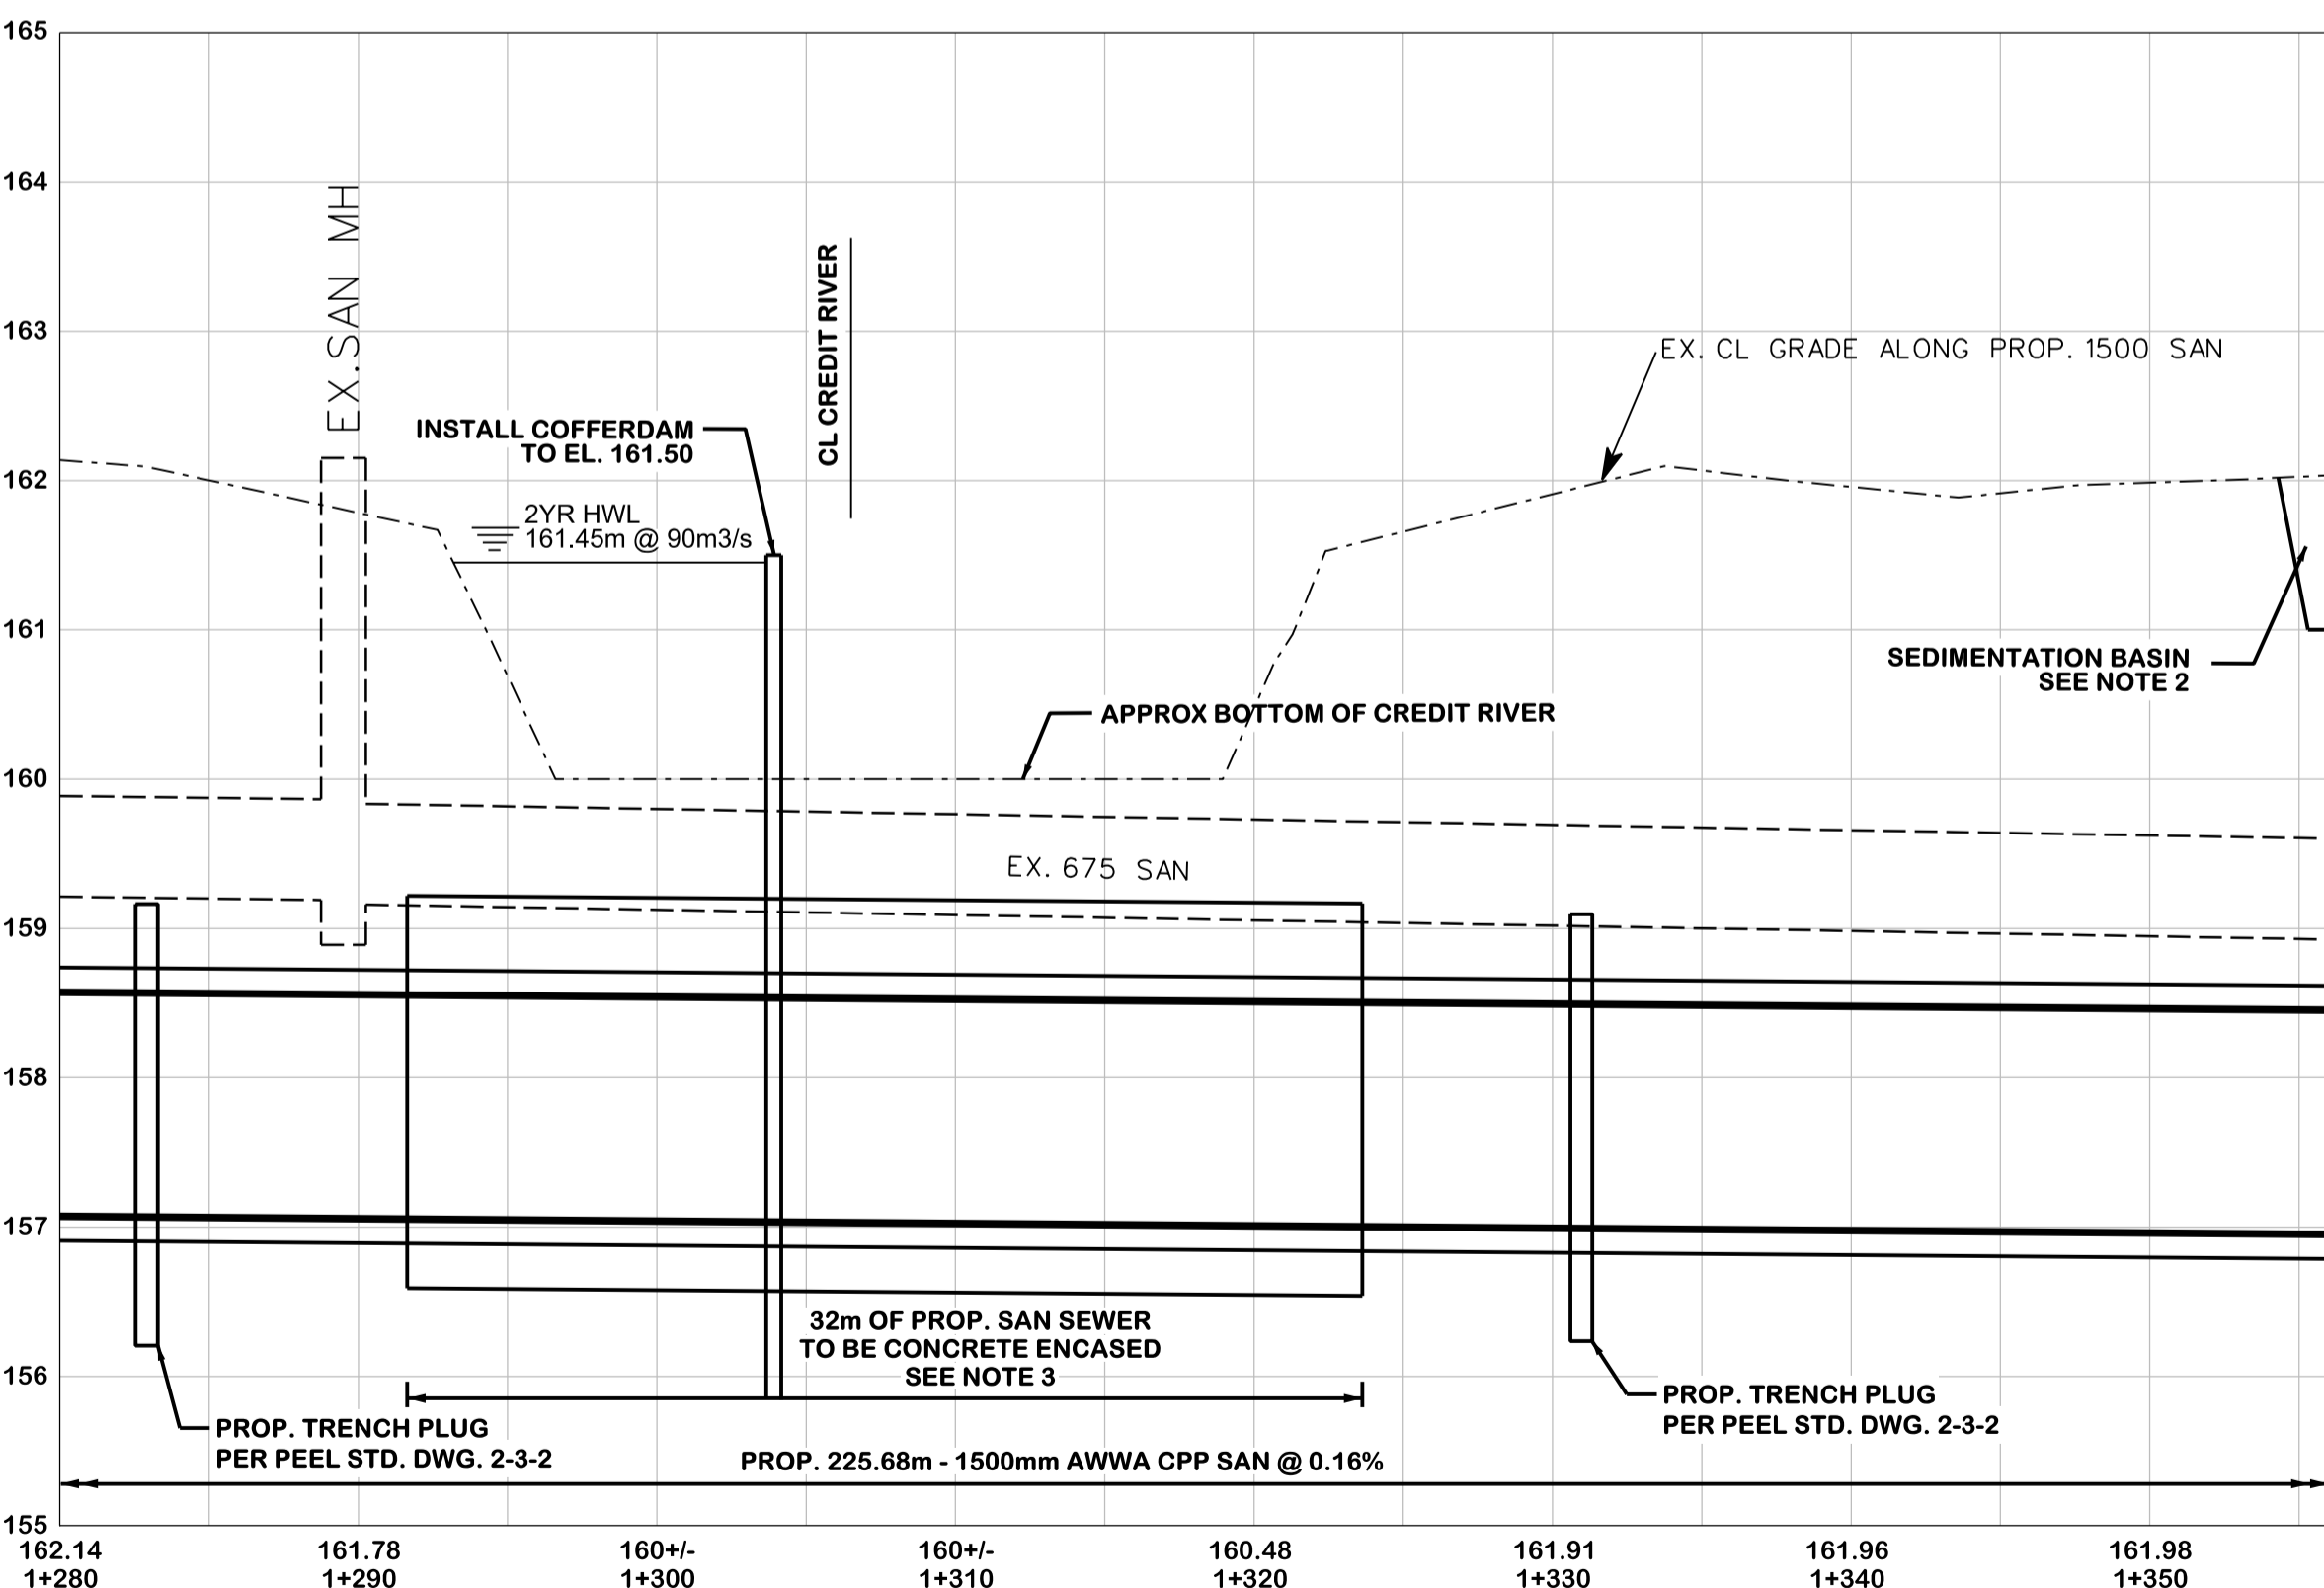 165
164
163
162
161
160
159
158
157
156
155
EX. SAN MH
INSTALL COFFERDAM
TO EL. 161.50
2YR HWL
161.45m @ 90m3/s
CL CREDIT RIVER
EX. CL GRADE ALONG PROP. 1500 SAN
SEDIMENTATION BASIN
SEE NOTE 2
APPROX BOTTOM OF CREDIT RIVER
EX. 675 SAN
32m OF PROP. SAN SEWER
TO BE CONCRETE ENCASED
SEE NOTE 3
PROP. TRENCH PLUG
PER PEEL STD. DWG. 2-3-2
PROP. TRENCH PLUG
PER PEEL STD. DWG. 2-3-2
PROP. 225.68m - 1500mm AWWA CPP SAN @ 0.16%
162.14 161.78 160+/- 160+/- 160.48 161.91 161.96 161.98
1+280 1+290 1+300 1+310 1+320 1+330 1+340 1+350